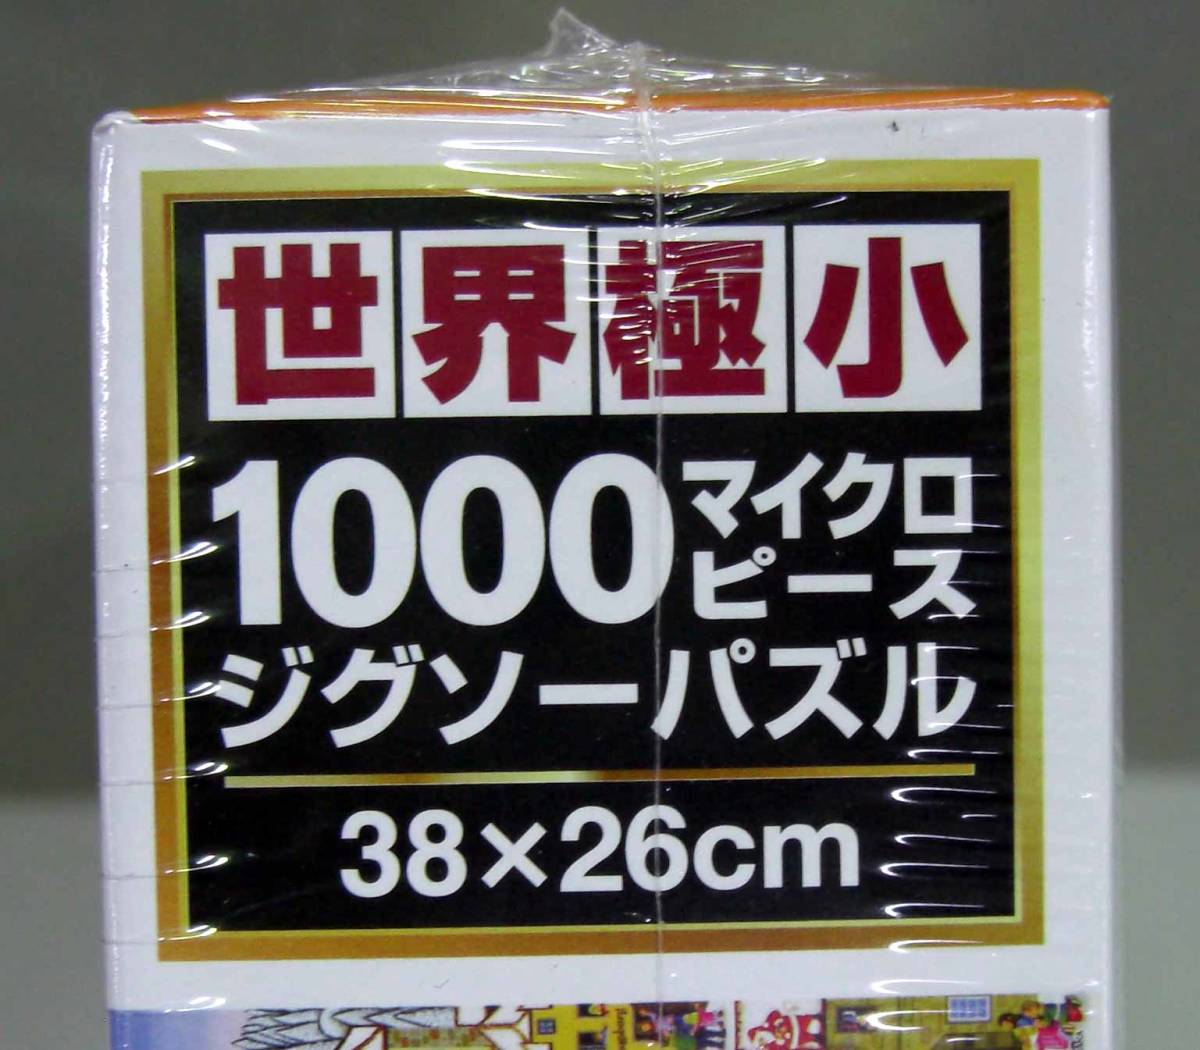 世界極小
1000マイクロ
ピース
ジグソーパズル
38×26cm